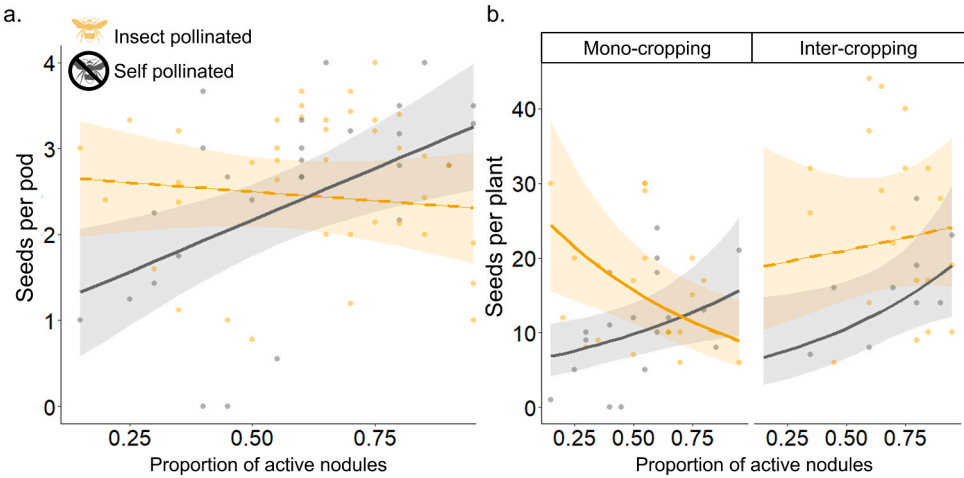 a.
Insect pollinated
Self pollinated
Seeds per pod
4
3
2
1
0
0.25 0.50 0.75
Proportion of active nodules
b.
Mono-cropping Inter-cropping
Seeds per plant
40
30
20
10
0
0.25 0.50 0.75 0.25 0.50 0.75
Proportion of active nodules